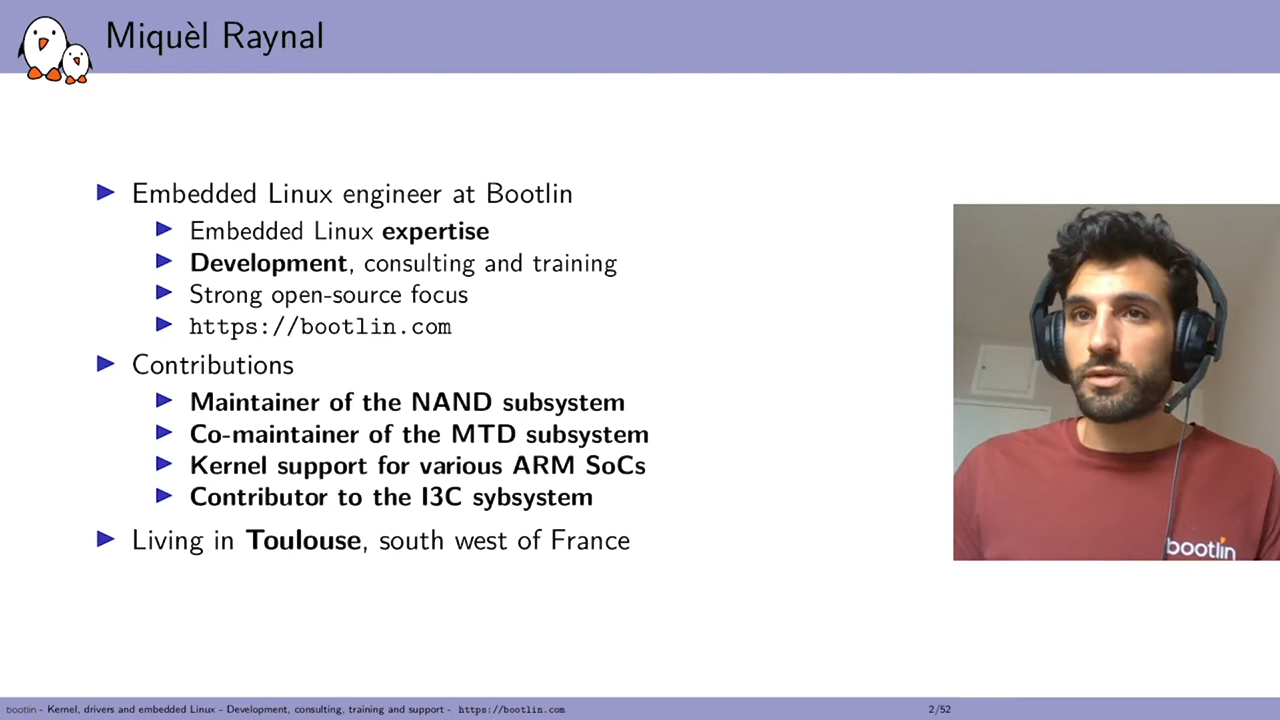 Miquèl Raynal
Embedded Linux engineer at Bootlin
Embedded Linux expertise
Development, consulting and training
Strong open-source focus
https://bootlin.com
Contributions
Maintainer of the NAND subsystem
Co-maintainer of the MTD subsystem
Kernel support for various ARM SoCs
Contributor to the I3C sybsystem
Living in Toulouse, south west of France
bootlin
bootlin - Kernel, drivers and embedded Linux - Development, consulting, training and support - https://bootlin.com
2/52